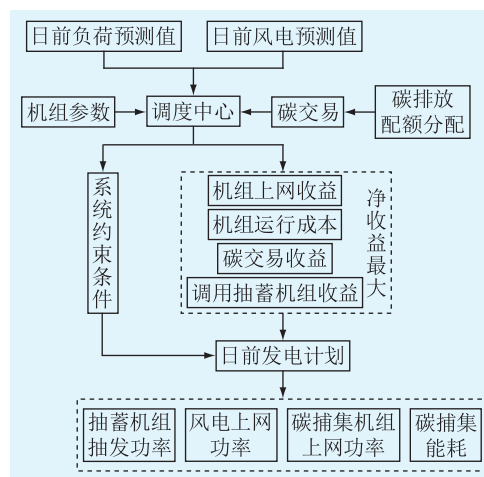 日前负荷预测值
日前风电预测值
机组参数
调度中心
碳交易
碳排放
配额分配
系统约束条件
机组上网收益
机组运行成本
碳交易收益
调用抽蓄机组收益
净收益最大
日前发电计划
抽蓄机组
抽发功率
风电上网
功率
碳捕集机组
上网功率
碳捕集
能耗